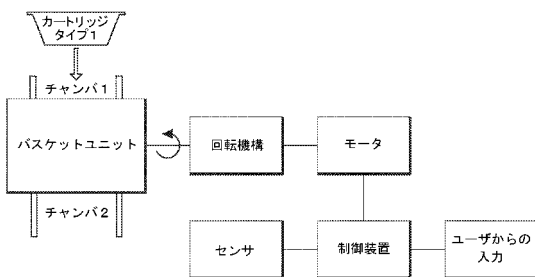 カートリッジ
タイプ1
チャンバ1
バスケットユニット
回転機構
モータ
チャンバ2
センサ
制御装置
ユーザからの
入力